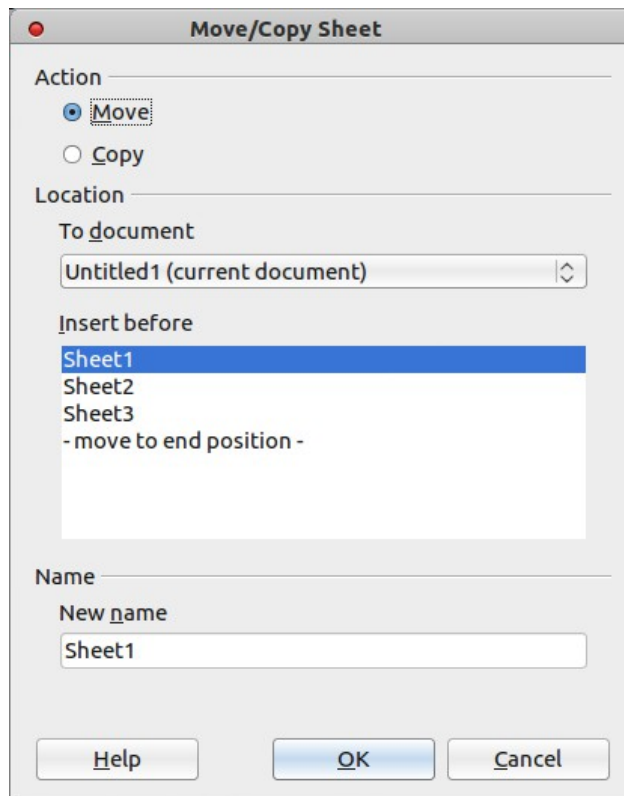 Move/Copy Sheet
Action
Move
Copy
Location
To document
Untitled1 (current document)
Insert before
Sheet1
Sheet2
Sheet3
- move to end position -
Name
New name
Sheet1
Help OK Cancel